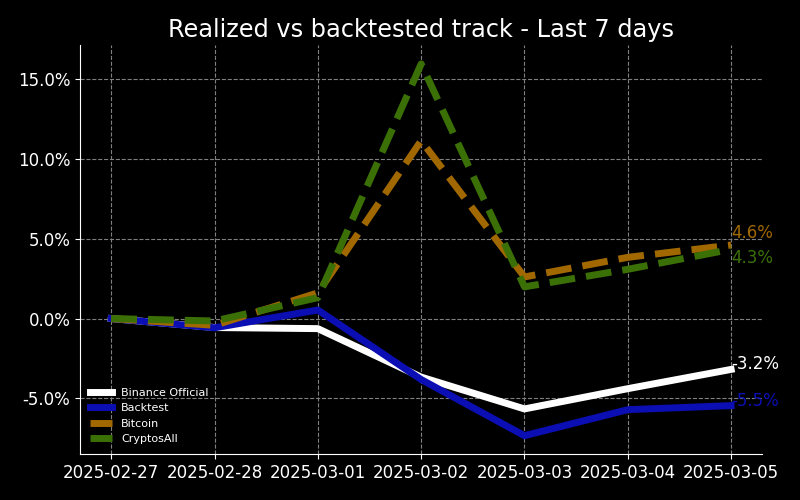 Realized vs backtested track - Last 7 days
15.0%
10.0%
5.0%
0.0%
-5.0%
4.6%
4.3%
-3.2%
-5.5%
Binance Official
Backtest
Bitcoin
CryptosAll
2025-02-27 2025-02-28 2025-03-01 2025-03-02 2025-03-03 2025-03-04 2025-03-05